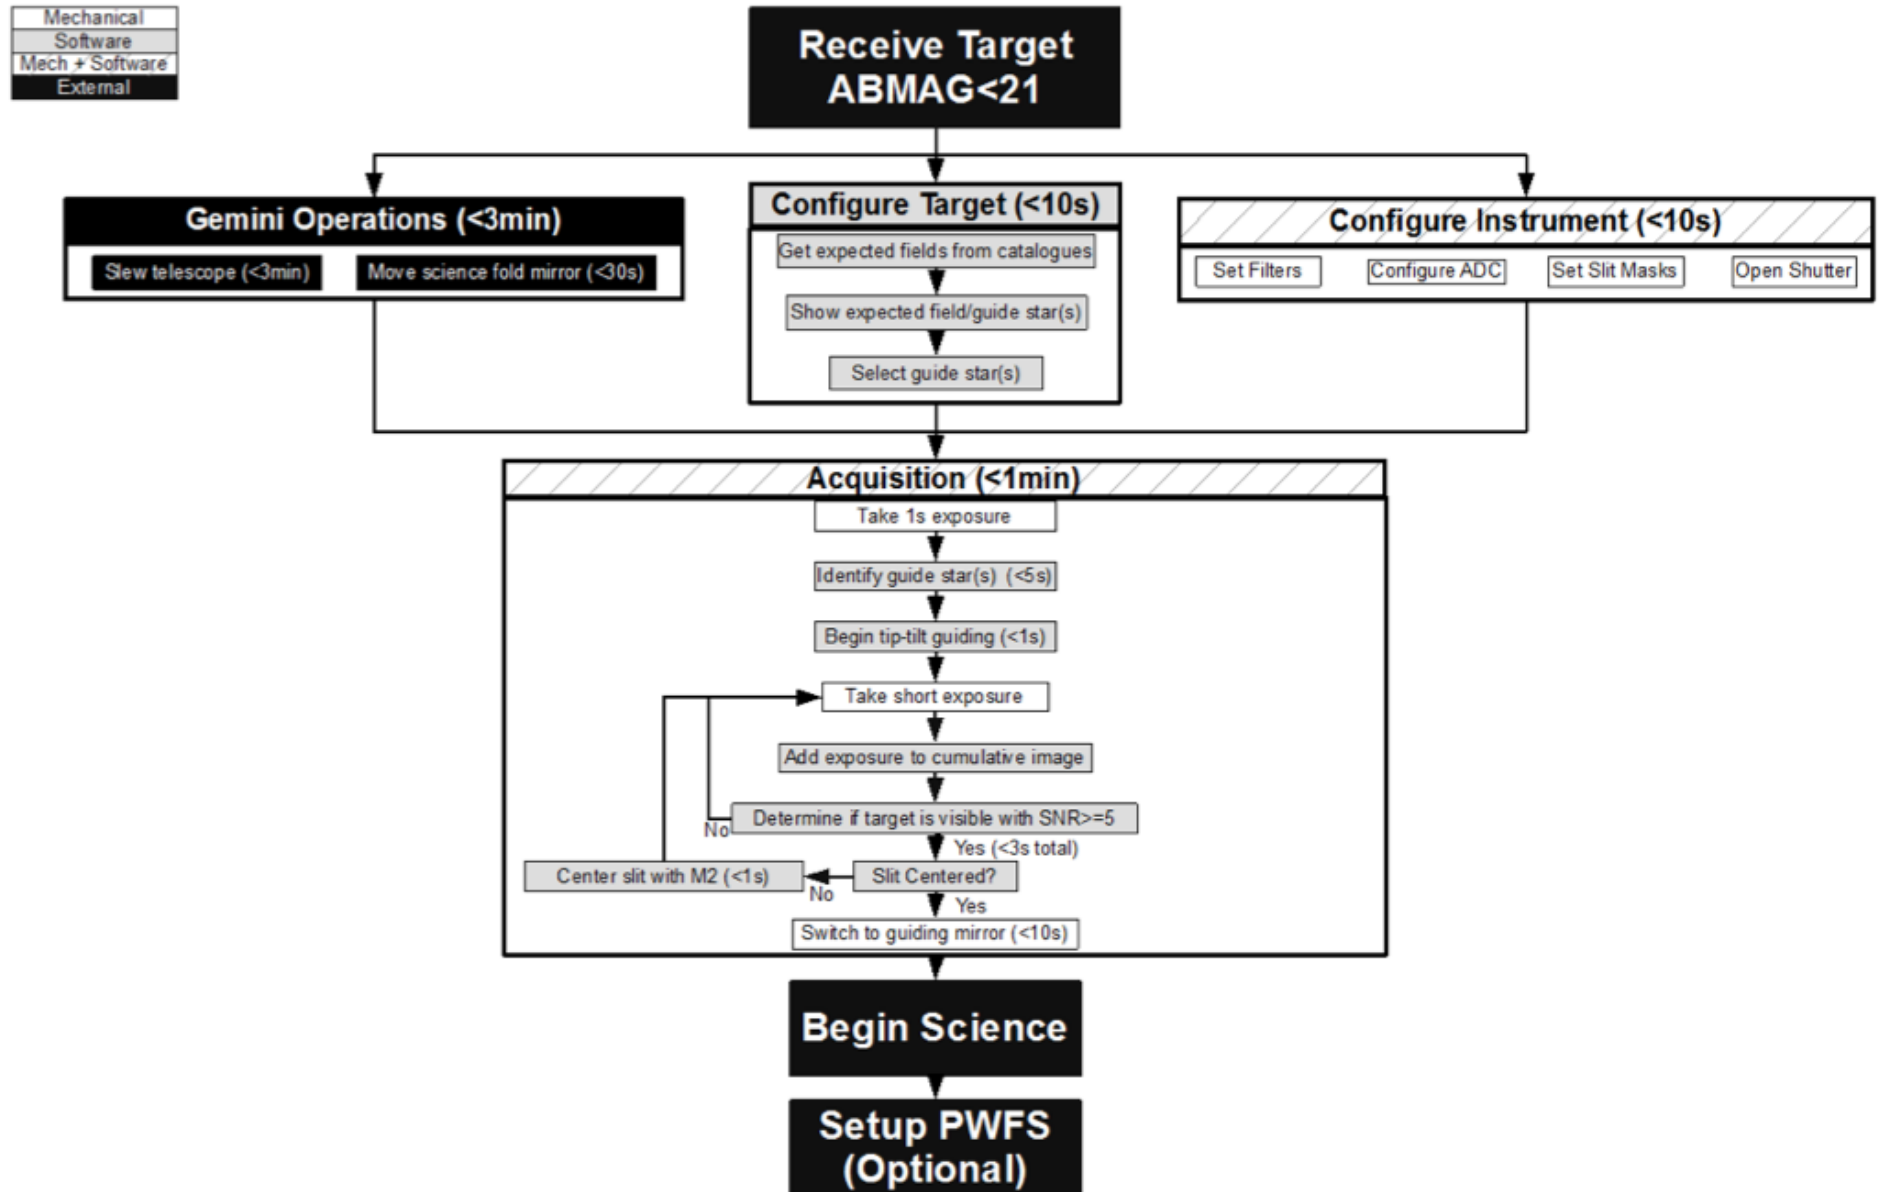 Mechanical
Software
Mech + Software
External
Receive Target
ABMAG<21
Gemini Operations (<3min)
Slew telescope (<3min)
Move science fold mirror (<30s)
Configure Target (<10s)
Get expected fields from catalogues
Show expected field/guide star(s)
Select guide star(s)
Configure Instrument (<10s)
Set Filters
Configure ADC
Set Slit Masks
Open Shutter
Acquisition (<1min)
Take 1s exposure
Identify guide star(s) (<5s)
Begin tip-tilt guiding (<1s)
Take short exposure
Add exposure to cumulative image
Determine if target is visible with SNR>=5
No
Yes (<3s total)
Center slit with M2 (<1s)
No
Slit Centered?
Yes
Switch to guiding mirror (<10s)
Begin Science
Setup PWFS
(Optional)